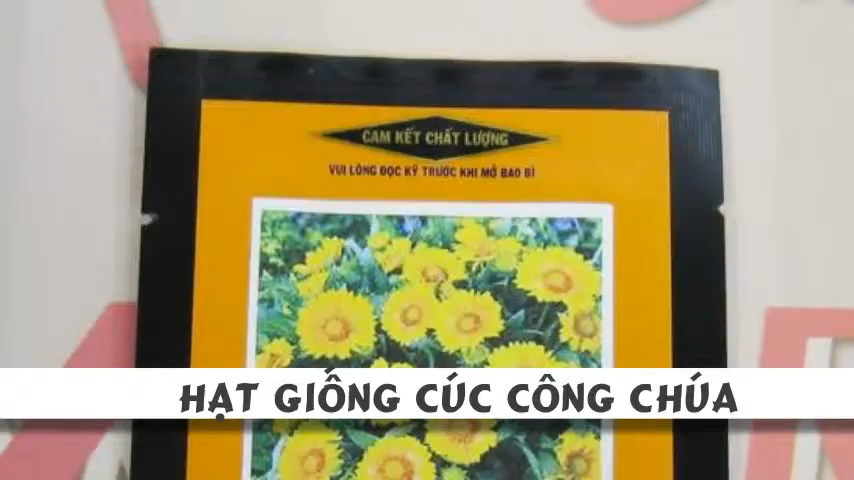 CAM KẾT CHẤT LƯỢNG
VUI LÒNG ĐỌC KỸ TRƯỚC KHI MỞ BAO BÌ
HẠT GIỐNG CÚC CÔNG CHÚA